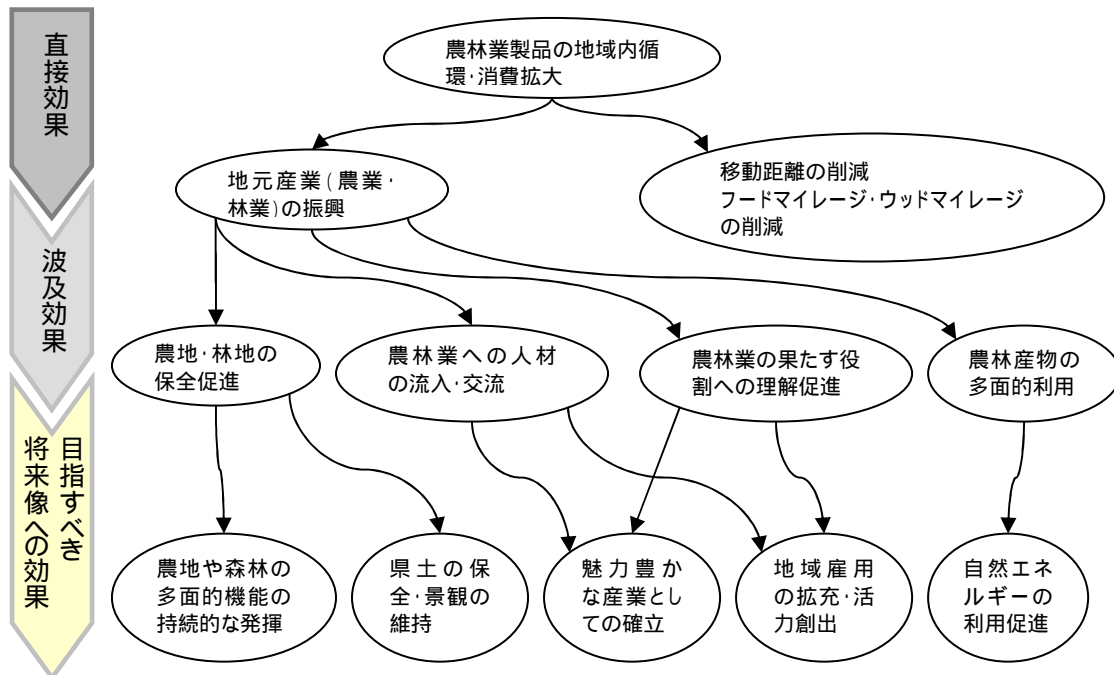 直接効果
農林業製品の地域内循
環・消費拡大
地元産業(農業・
林業)の振興
移動距離の削減
フードマイレージ・ウッドマイレージ
の削減
波及効果
農地・林地の
保全促進
農林業への人材
の流入・交流
農林業の果たす役
割への理解促進
農林産物の
多面的利用
目指すべき
将来像への効果
農地や森林の
多面的機能の
持続的な発揮
県土の保
全・景観の
維持
魅力豊か
な産業とし
ての確立
地域雇用
の拡充・活
力創出
自然エネ
ルギーの
利用促進